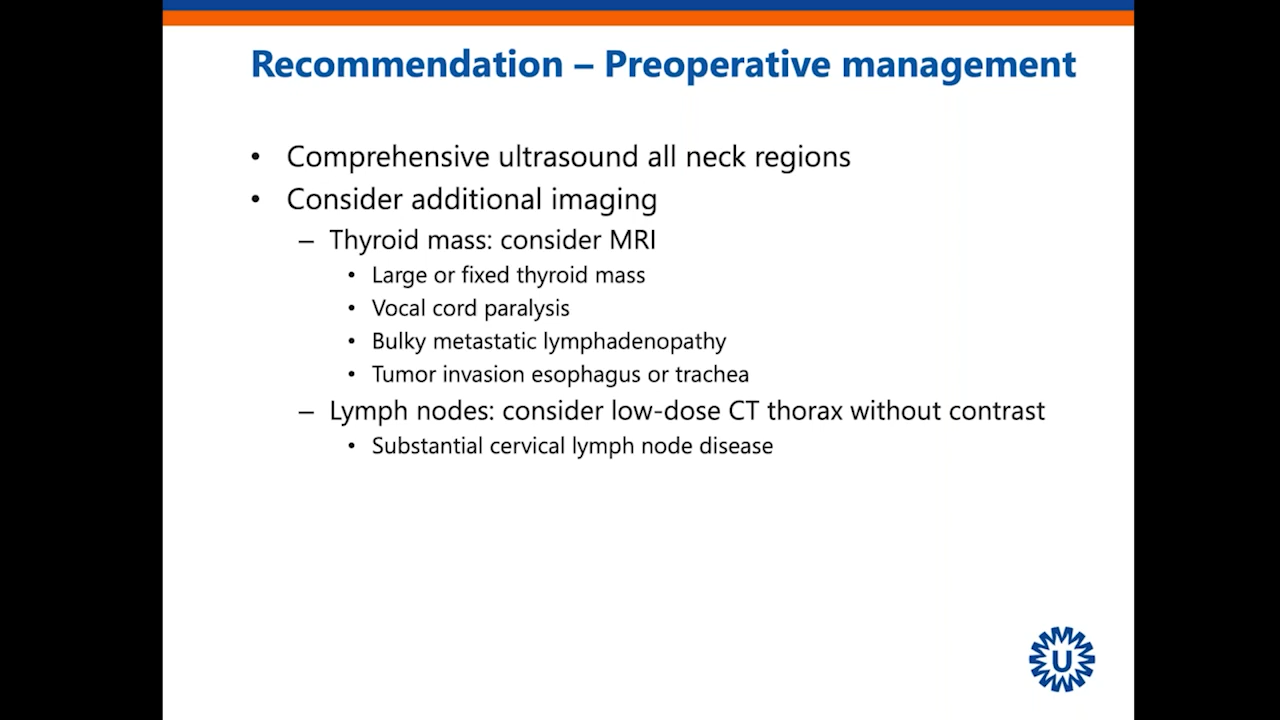 Recommendation – Preoperative management
• Comprehensive ultrasound all neck regions
• Consider additional imaging
– Thyroid mass: consider MRI
• Large or fixed thyroid mass
• Vocal cord paralysis
• Bulky metastatic lymphadenopathy
• Tumor invasion esophagus or trachea
– Lymph nodes: consider low-dose CT thorax without contrast
• Substantial cervical lymph node disease
U